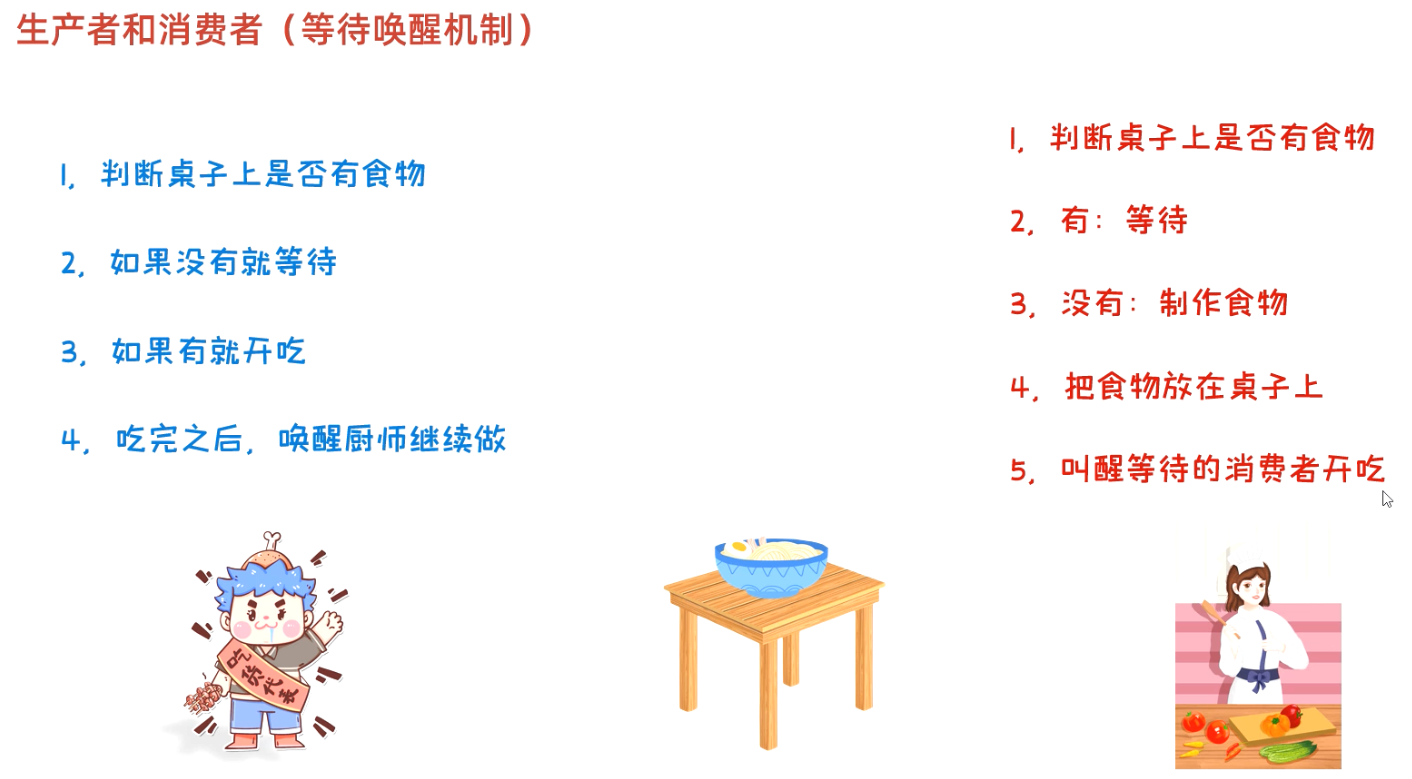 生产者和消费者（等待唤醒机制）
1, 判断桌子上是否有食物
2, 如果没有就等待
3, 如果有就开吃
4, 吃完之后, 唤醒厨师继续做
1, 判断桌子上是否有食物
2, 有: 等待
3, 没有: 制作食物
4, 把食物放在桌子上
5, 叫醒等待的消费者开吃
吃货代表